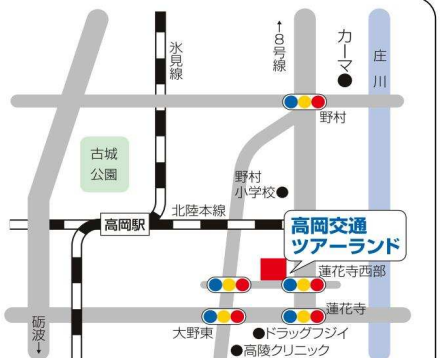 氷見線
↑8号線
カーマ
庄川
野村
古城
公園
野村
小学校
北陸本線
高岡駅
高岡交通
ツアーランド
蓮花寺西部
蓮花寺
砺波→
大野東
ドラッグフジイ
高陵クリニック